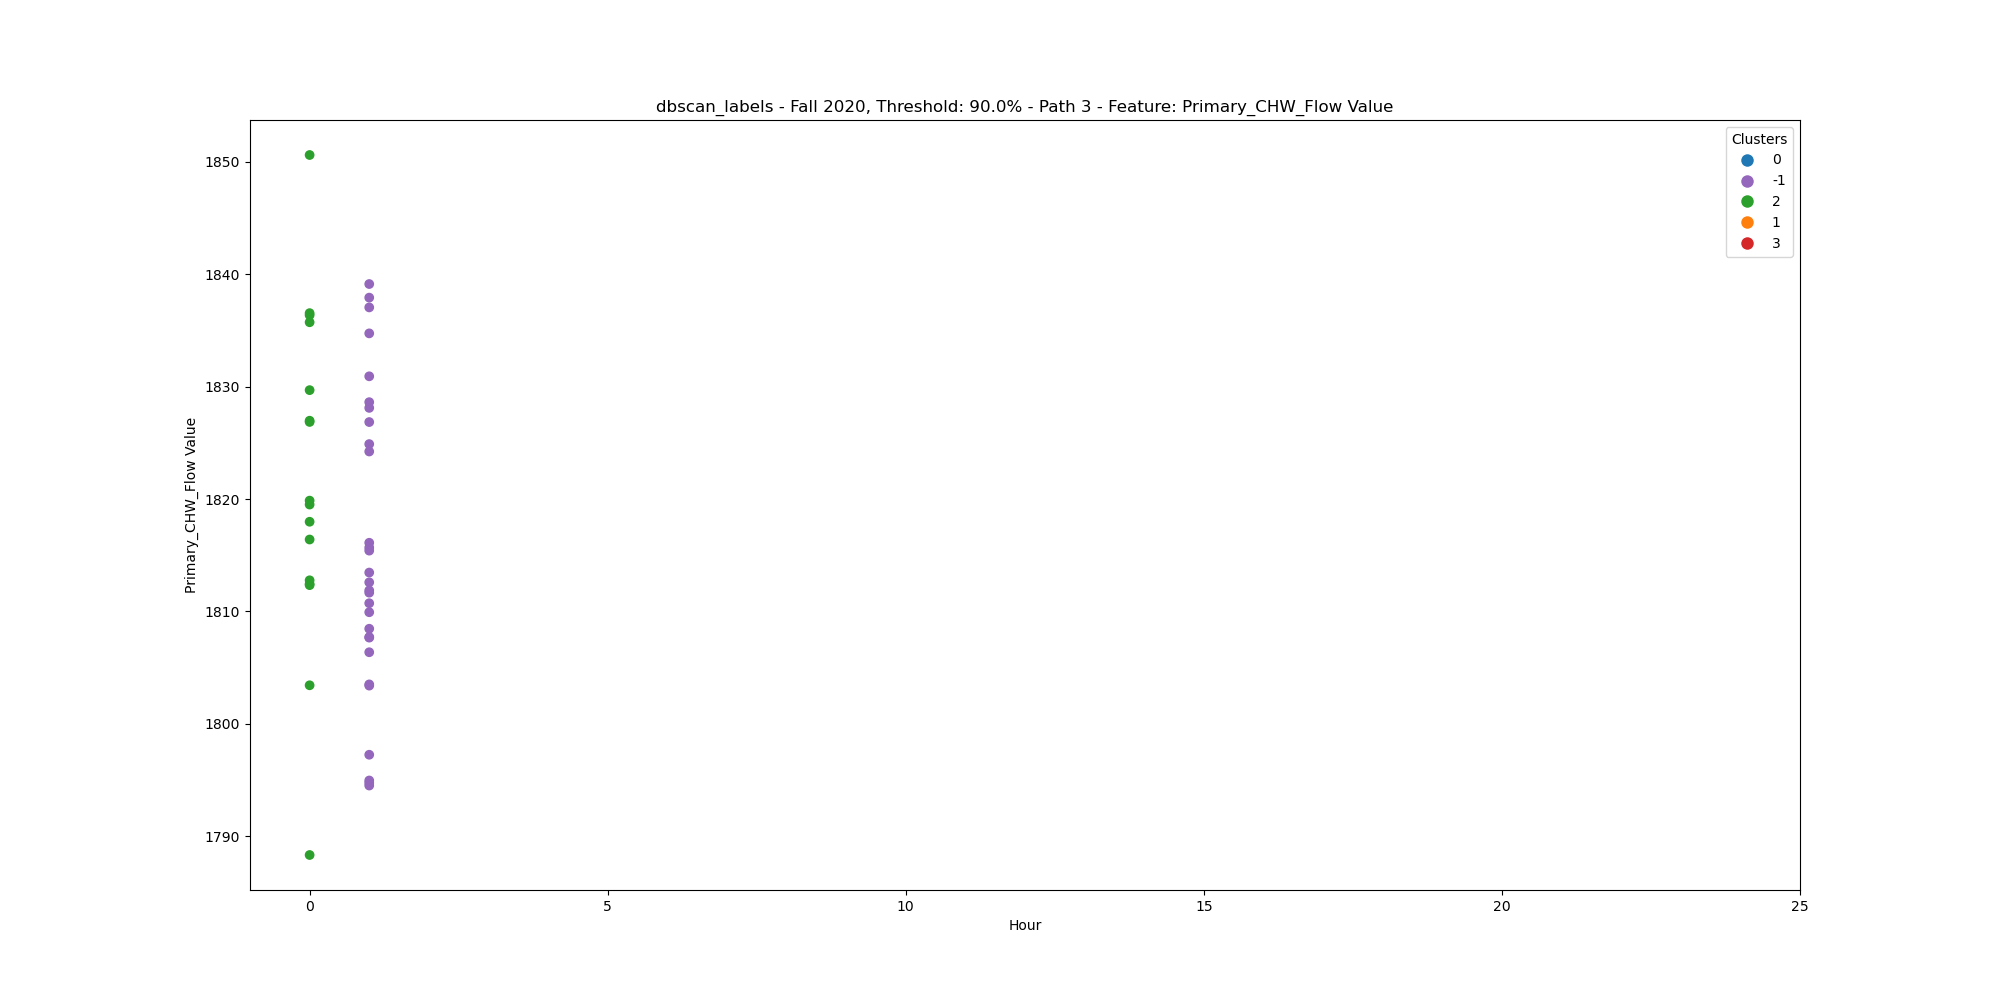 dbscan_labels - Fall 2020, Threshold: 90.0% - Path 3 - Feature: Primary_CHW_Flow Value
Clusters
0
-1
2
1
3
1850
1840
1830
1820
1810
1800
1790
Primary_CHW_Flow Value
0 5 10 15 20 25
Hour